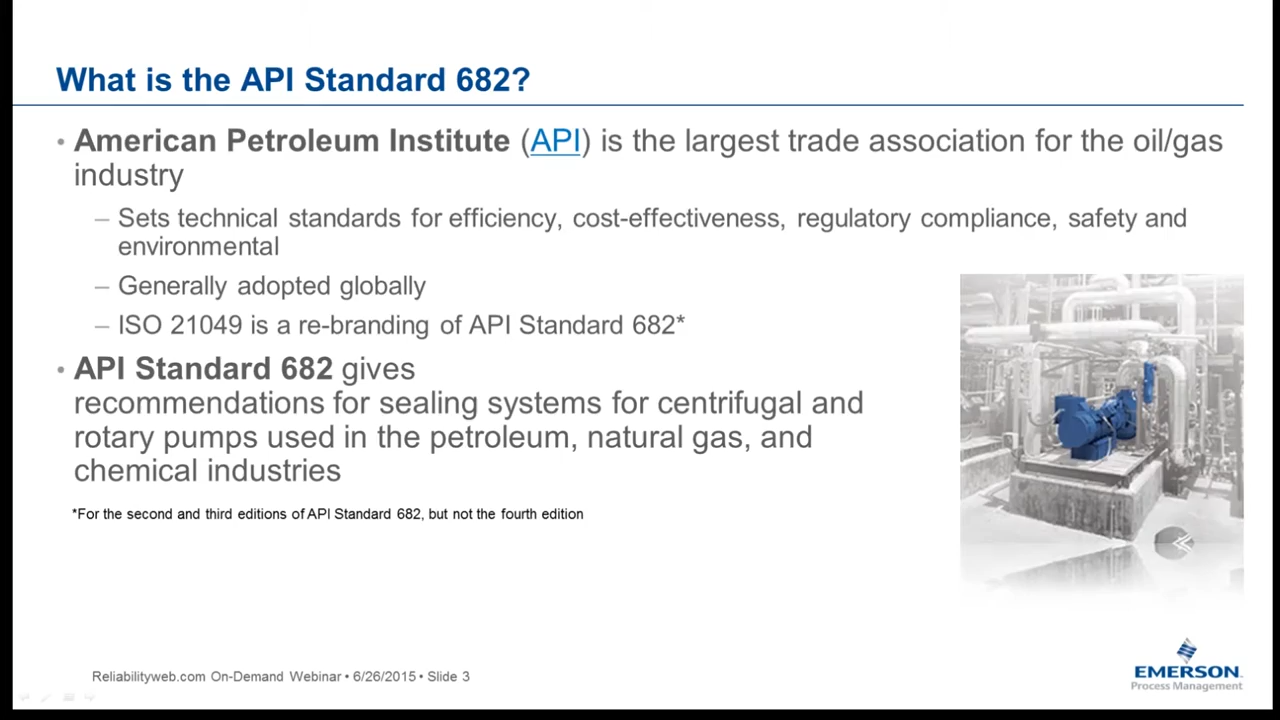 What is the API Standard 682?
• American Petroleum Institute (API) is the largest trade association for the oil/gas
industry
– Sets technical standards for efficiency, cost-effectiveness, regulatory compliance, safety and
environmental
– Generally adopted globally
– ISO 21049 is a re-branding of API Standard 682*
• API Standard 682 gives
recommendations for sealing systems for centrifugal and
rotary pumps used in the petroleum, natural gas, and
chemical industries
*For the second and third editions of API Standard 682, but not the fourth edition
Reliabilityweb.com On-Demand Webinar • 6/26/2015 • Slide 3
EMERSON
Process Management